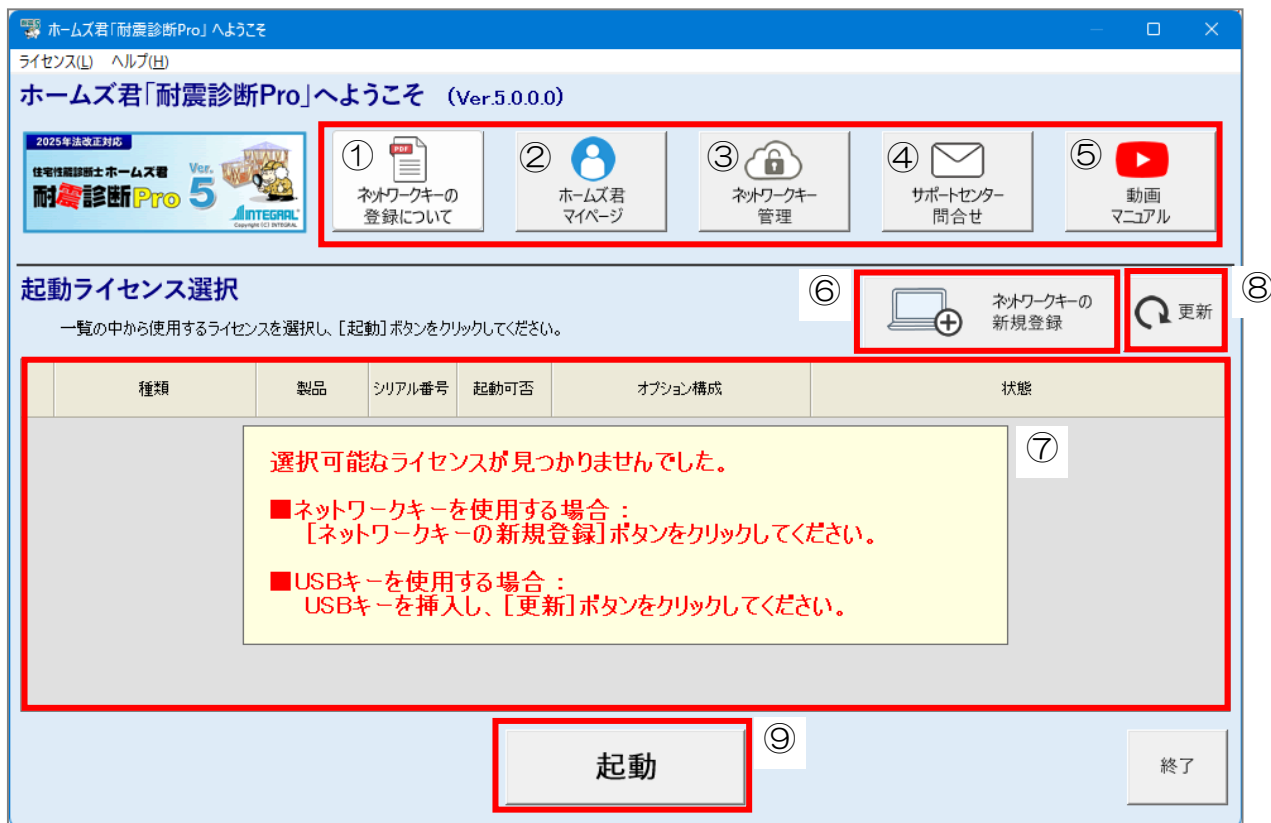 ホームズ君「耐震診断Pro」へようこそ
ライセンス(L) ヘルプ(H)
ホームズ君「耐震診断Pro」へようこそ (Ver.5.0.0.0)
2025年法改正対応
住宅性能診断士ホームズ君
耐震診断Pro Ver.5
INTEGRAL
Copyright (C) INTEGRAL
① PDF
ネットワークキーの
登録について
②
ホームズ君
マイページ
③
ネットワークキー
管理
④
サポートセンター
問合せ
⑤
動画
マニュアル
起動ライセンス選択
一覧の中から使用するライセンスを選択し、[起動]ボタンをクリックしてください。
⑥
ネットワークキーの
新規登録
更新
⑧
種類 製品 シリアル番号 起動可否 オプション構成 状態
⑦
選択可能なライセンスが見つかりませんでした。
■ネットワークキーを使用する場合：
[ネットワークキーの新規登録]ボタンをクリックしてください。
■USBキーを使用する場合：
USBキーを挿入し、[更新]ボタンをクリックしてください。
起動
⑨
終了